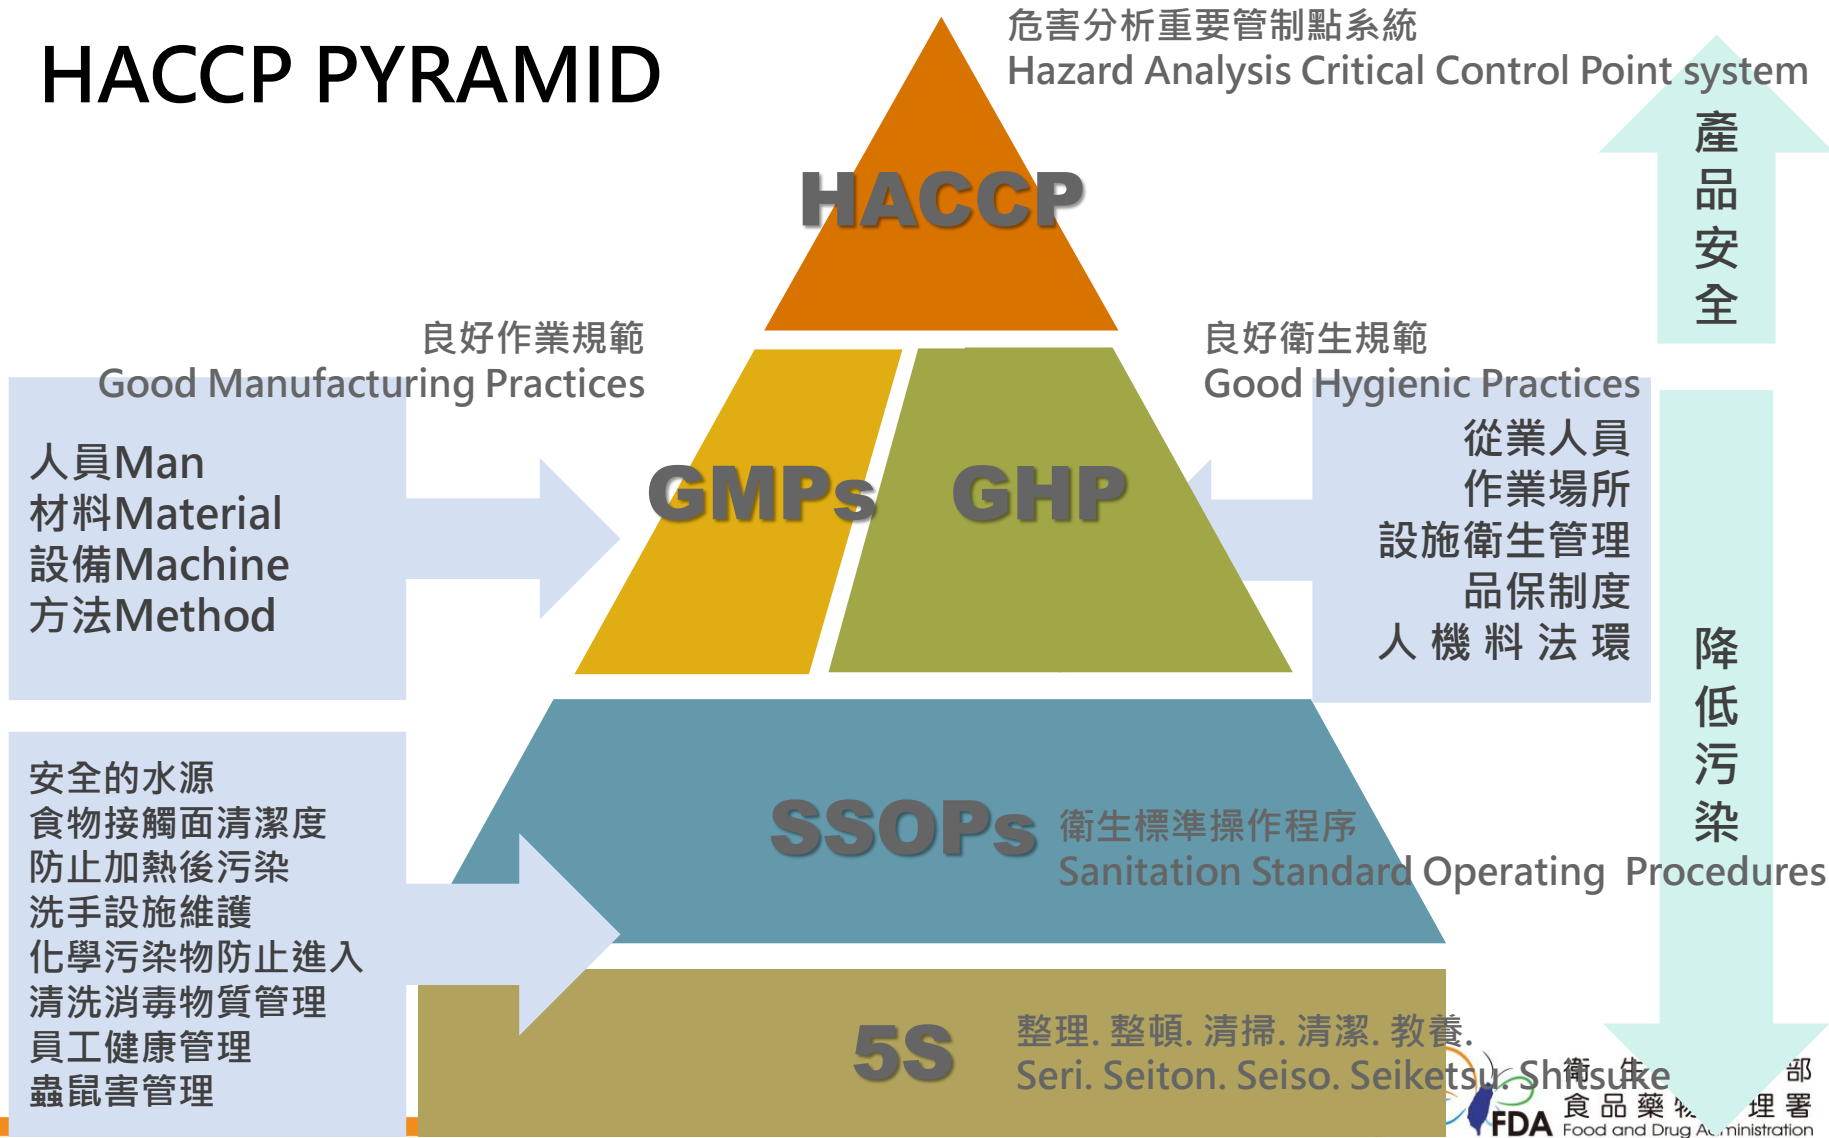 HACCP PYRAMID
危害分析重要管制點系統
Hazard Analysis Critical Control Point system
HACCP
產品安全
良好作業規範
Good Manufacturing Practices
良好衛生規範
Good Hygienic Practices
人員Man
材料Material
設備Machine
方法Method
GMPs
GHP
從業人員
作業場所
設施衛生管理
品保制度
人機料法環
降低污染
安全的水源
食物接觸面清潔度
防止加熱後污染
洗手設施維護
化學污染物防止進入
清洗消毒物質管理
員工健康管理
蟲鼠害管理
SSOPs
衛生標準操作程序
Sanitation Standard Operating Procedures
5S
整理. 整頓. 清掃. 清潔. 教養.
Seri. Seiton. Seiso. Seiketsu. Shitsuke
衛生 部
食品藥物 理署
FDA Food and Drug Administration